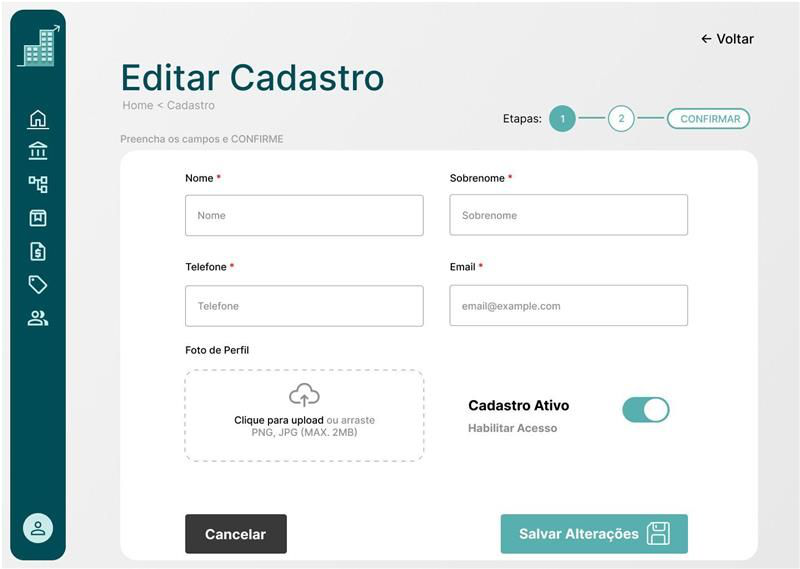 ← Voltar
Editar Cadastro
Home < Cadastro
Etapas: 1 2 CONFIRMAR
Preencha os campos e CONFIRME
Nome * Sobrenome *
Nome Sobrenome
Telefone * Email *
Telefone email@example.com
Foto de Perfil
Clique para upload ou arraste
PNG, JPG (MAX. 2MB)
Cadastro Ativo
Habilitar Acesso
Cancelar Salvar Alterações